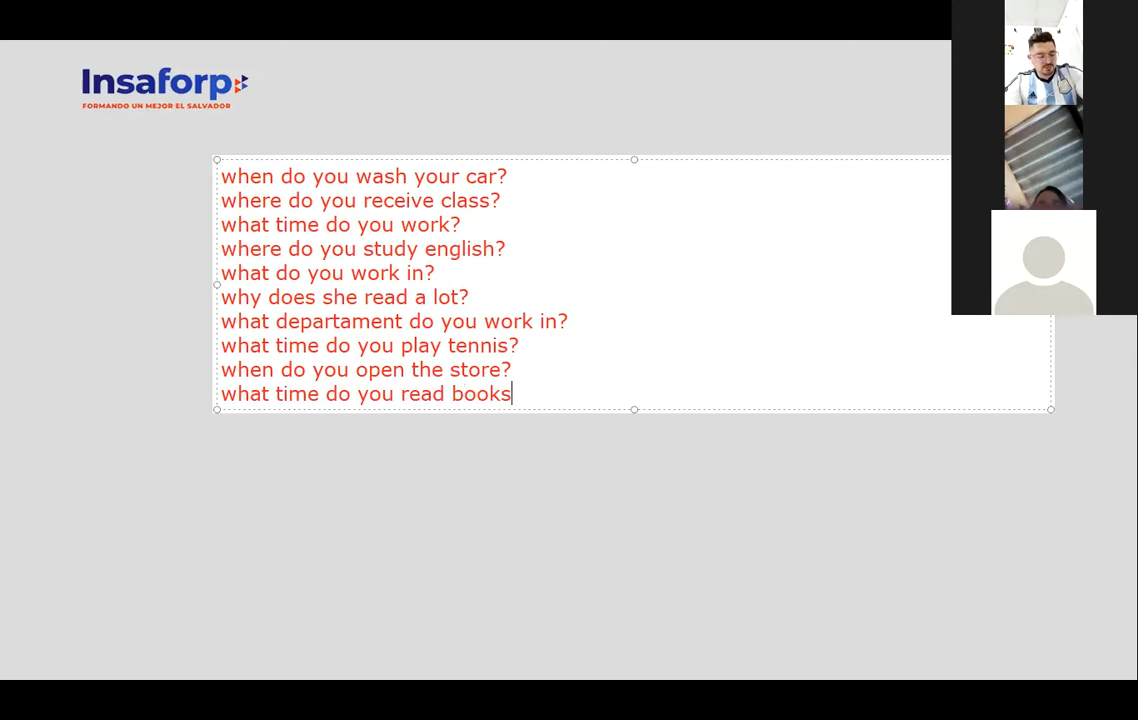 Insaforp
FORMANDO UN MEJOR EL SALVADOR
when do you wash your car?
where do you receive class?
what time do you work?
where do you study english?
what do you work in?
why does she read a lot?
what departament do you work in?
what time do you play tennis?
when do you open the store?
what time do you read books